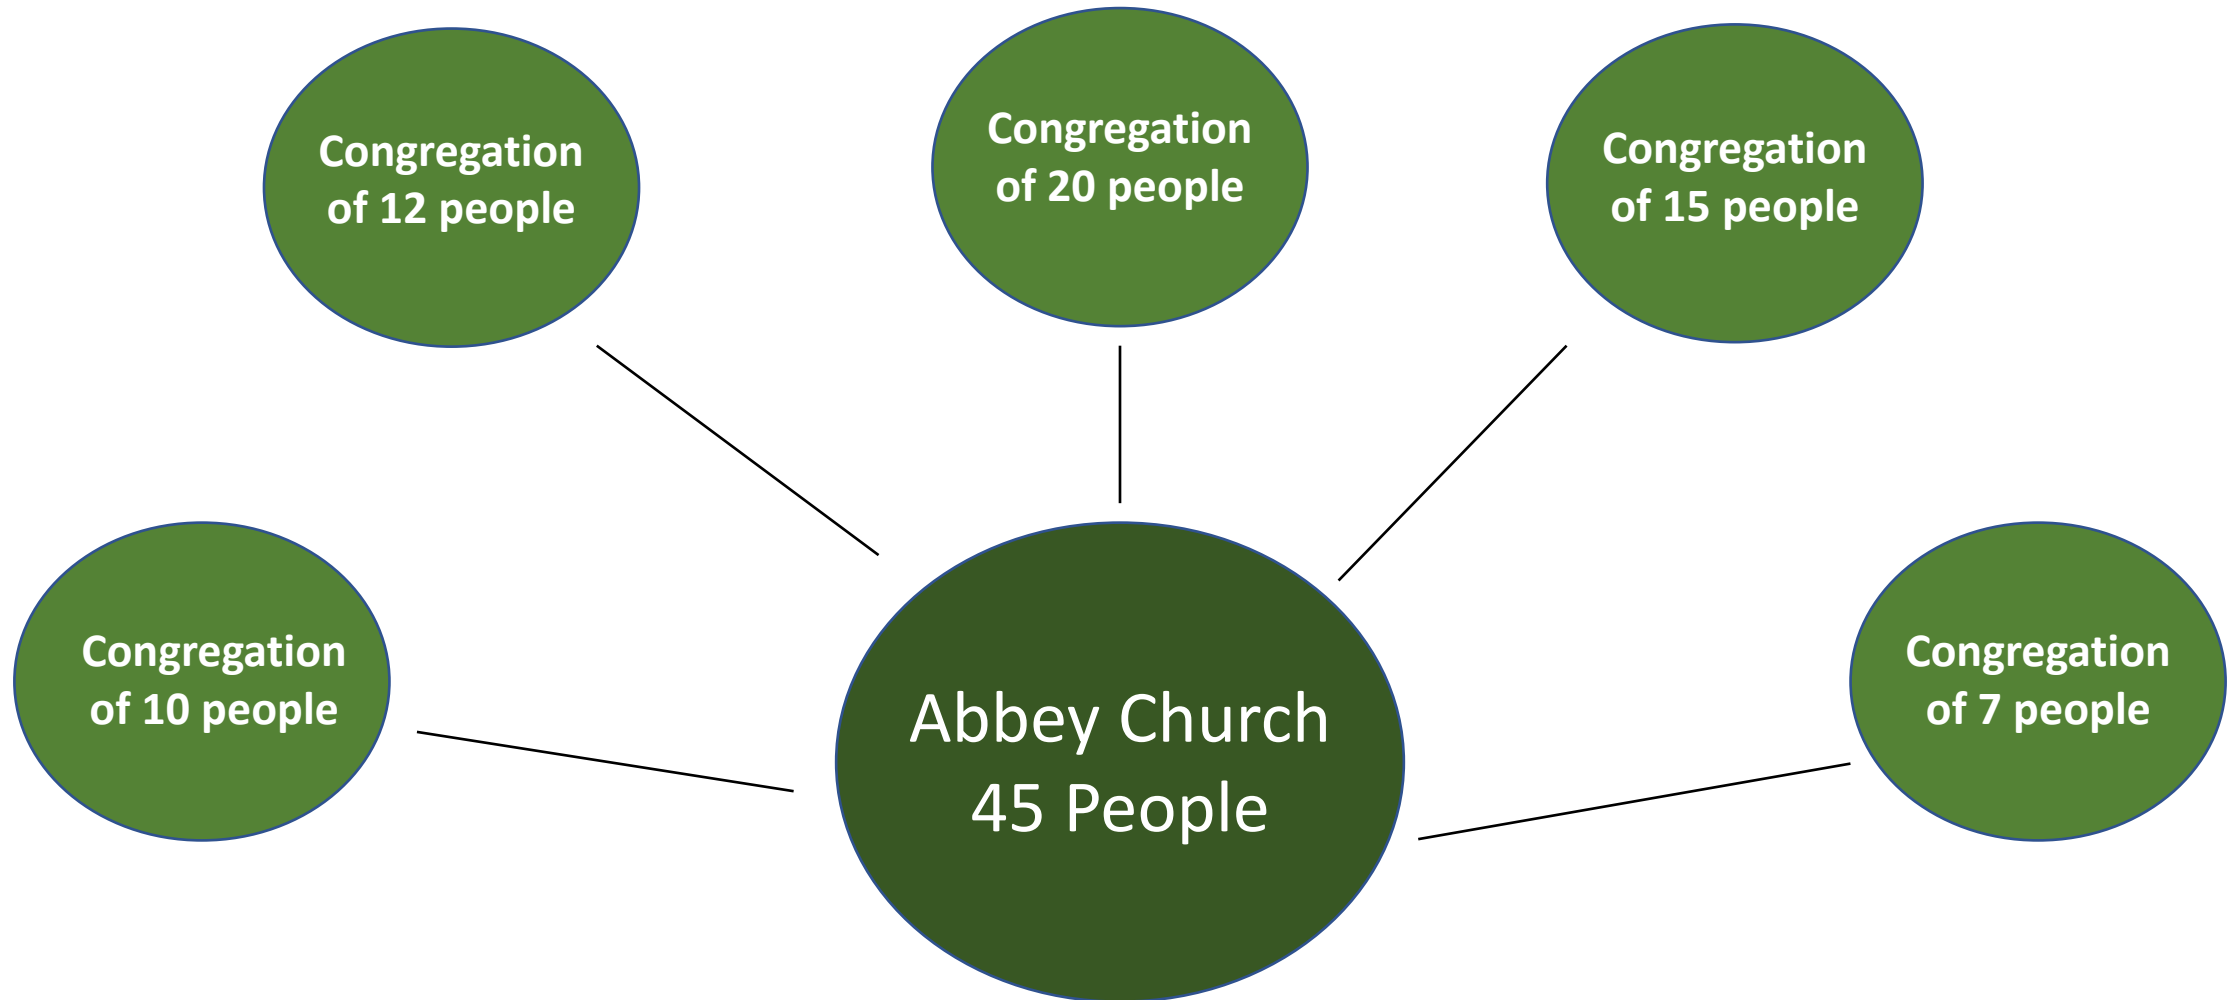 Congregation
of 12 people
Congregation
of 20 people
Congregation
of 15 people
Congregation
of 10 people
Abbey Church
45 People
Congregation
of 7 people